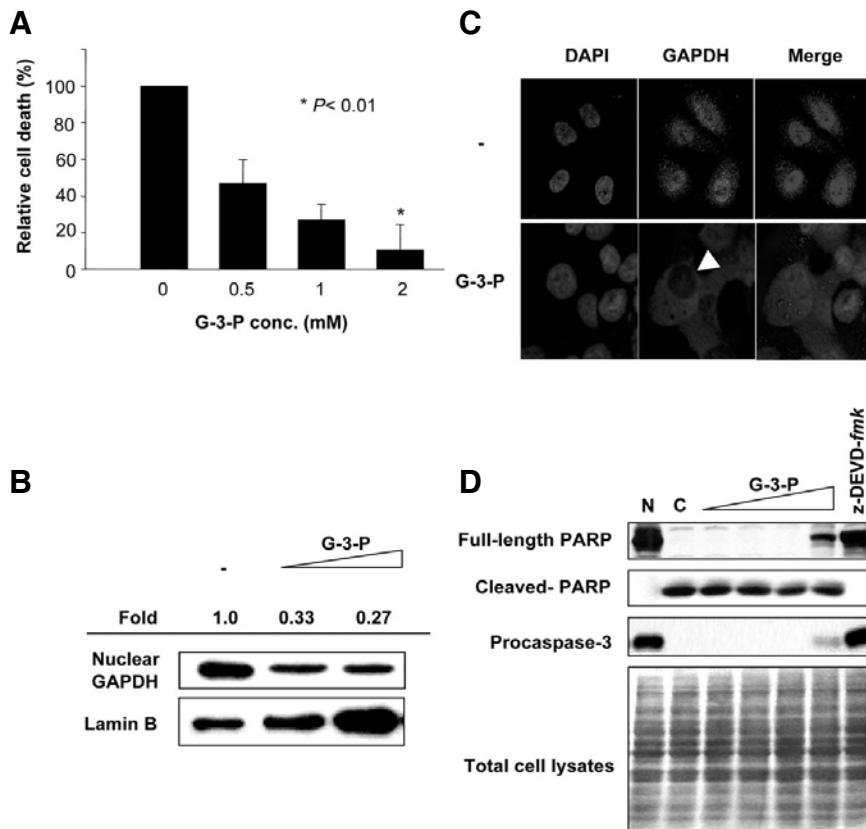 A
Relative cell death (%)
100
80
60
40
20
0
* P< 0.01
*
0 0.5 1 2
G-3-P conc. (mM)
C
DAPI GAPDH Merge
-
G-3-P
B
G-3-P
-
Fold 1.0 0.33 0.27
Nuclear
GAPDH
Lamin B
D
N C G-3-P z-DEVD-fmk
Full-length PARP
Cleaved- PARP
Procaspase-3
Total cell lysates